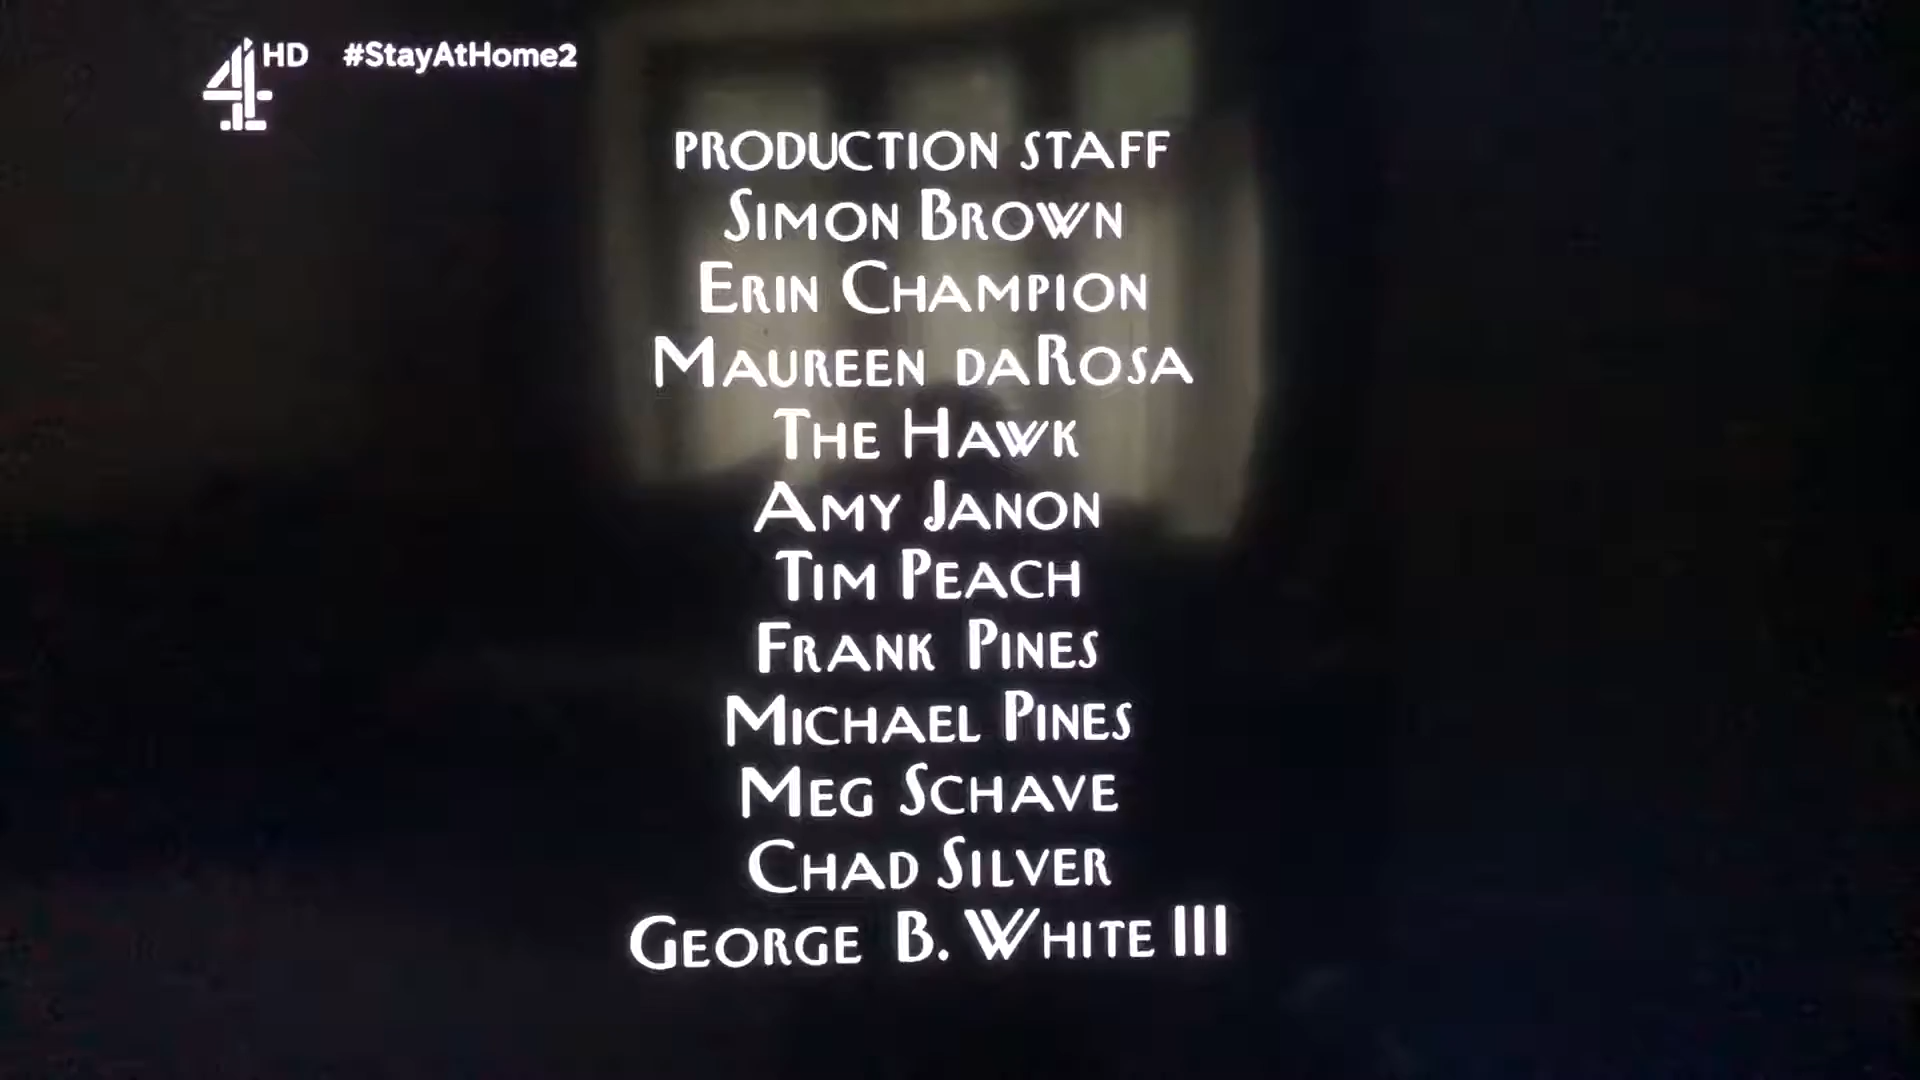 4 HD #StayAtHome2
PRODUCTION STAFF
SIMON BROWN
ERIN CHAMPION
MAUREEN DAROSA
THE HAWK
AMY JANON
TIM PEACH
FRANK PINES
MICHAEL PINES
MEG SCHAVE
CHAD SILVER
GEORGE B. WHITE III